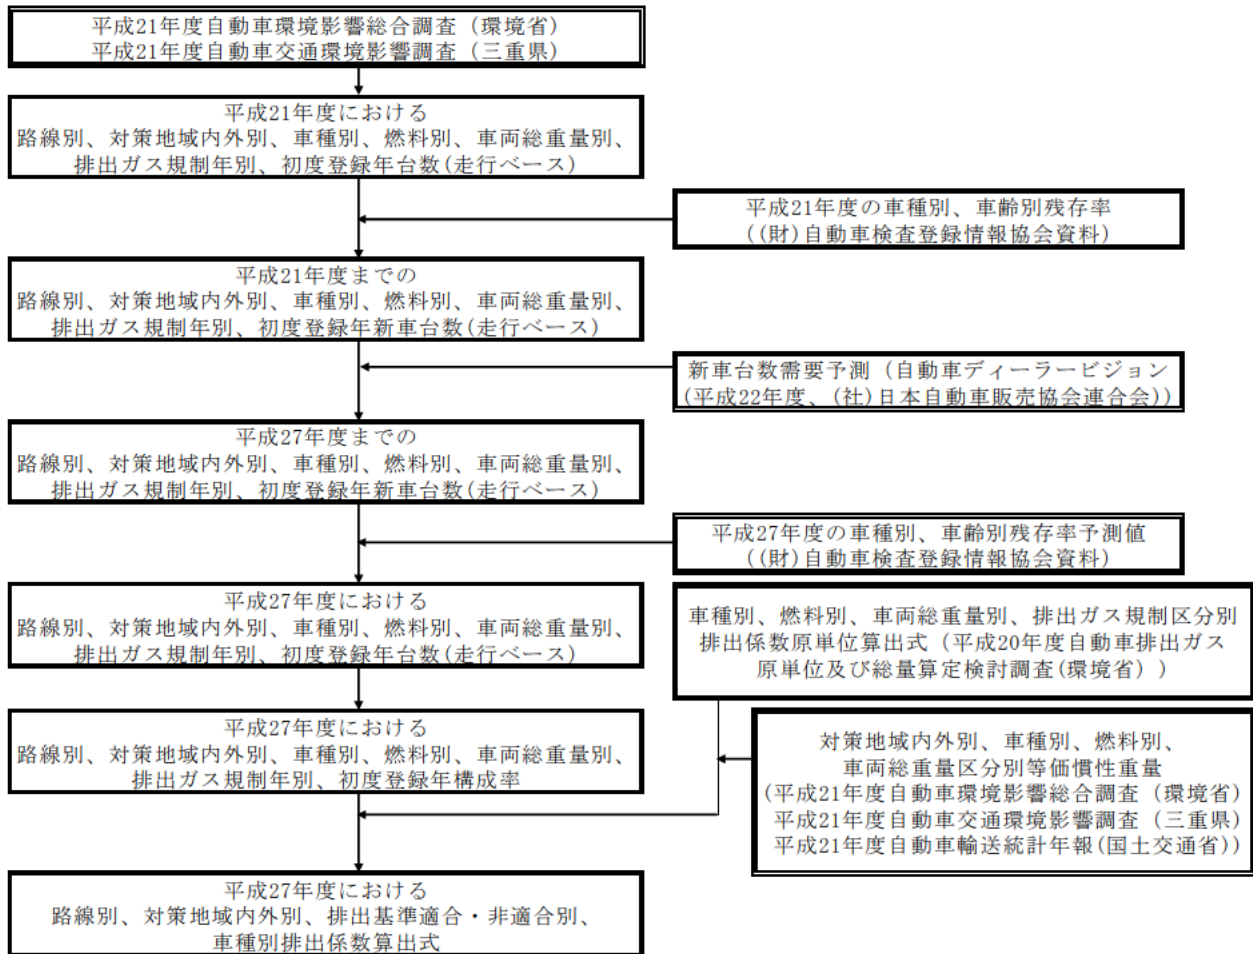 平成21年度自動車環境影響総合調査（環境省）
平成21年度自動車交通環境影響調査（三重県）
平成21年度における
路線別、対策地域内外別、車種別、燃料別、車両総重量別、
排出ガス規制年別、初度登録年台数(走行ベース)
平成21年度の車種別、車齢別残存率
((財)自動車検査登録情報協会資料)
平成21年度までの
路線別、対策地域内外別、車種別、燃料別、車両総重量別、
排出ガス規制年別、初度登録年新車台数(走行ベース)
新車台数需要予測（自動車ディーラービジョン
(平成22年度、(社)日本自動車販売協会連合会))
平成27年度までの
路線別、対策地域内外別、車種別、燃料別、車両総重量別、
排出ガス規制年別、初度登録年新車台数(走行ベース)
平成27年度の車種別、車齢別残存率予測値
((財)自動車検査登録情報協会資料)
平成27年度における
路線別、対策地域内外別、車種別、燃料別、車両総重量別、
排出ガス規制年別、初度登録年台数(走行ベース)
車種別、燃料別、車両総重量別、排出ガス規制区分別
排出係数原単位算出式（平成20年度自動車排出ガス
原単位及び総量算定検討調査(環境省））
平成27年度における
路線別、対策地域内外別、車種別、燃料別、車両総重量別、
排出ガス規制年別、初度登録年構成率
対策地域内外別、車種別、燃料別、
車両総重量区分別等価慣性重量
(平成21年度自動車環境影響総合調査（環境省）
平成21年度自動車交通環境影響調査（三重県）
平成21年度自動車輸送統計年報(国土交通省))
平成27年度における
路線別、対策地域内外別、排出基準適合・非適合別、
車種別排出係数算出式